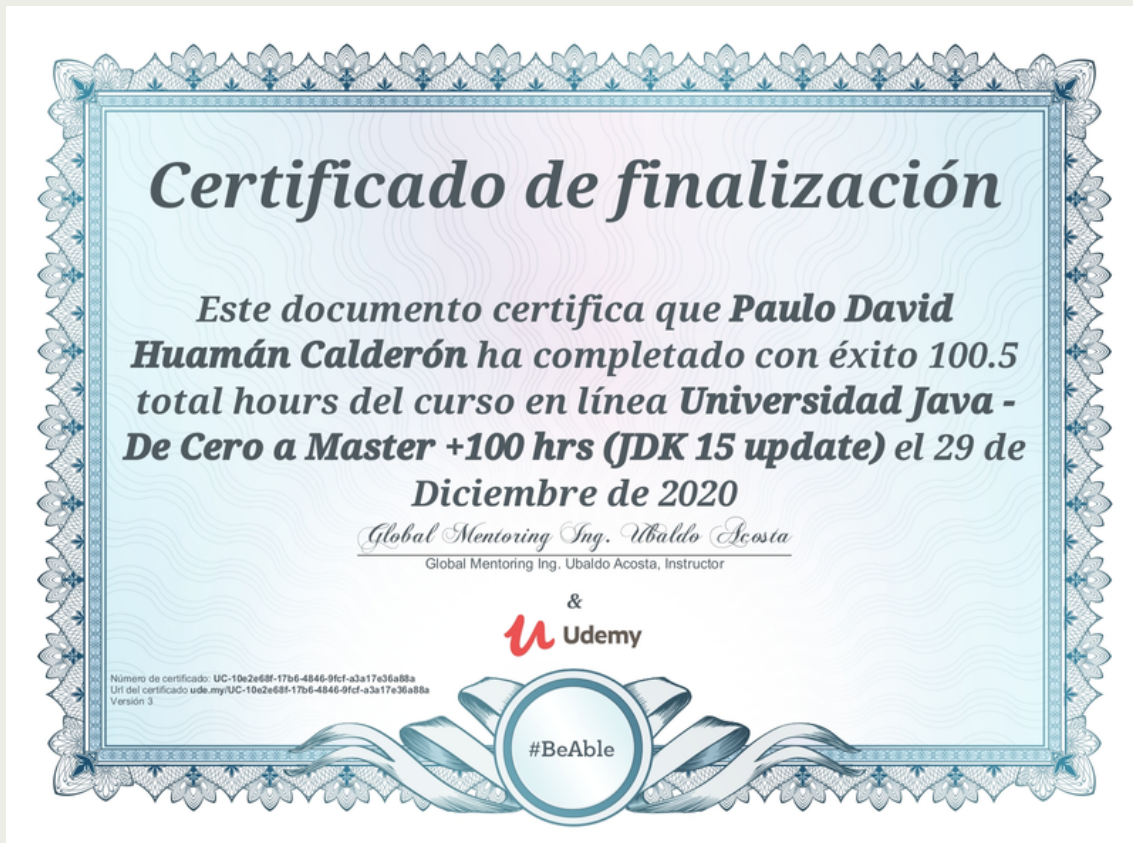 Certificado de finalización
Este documento certifica que Paulo David
Huamán Calderón ha completado con éxito 100.5
total hours del curso en línea Universidad Java -
De Cero a Master +100 hrs (JDK 15 update) el 29 de
Diciembre de 2020
Global Mentoring Ing. Ubaldo Acosta
Global Mentoring Ing. Ubaldo Acosta, Instructor
&
Udemy
Número de certificado: UC-10e2e68f-17b6-4846-9fcf-a3a17e36a88a
Url del certificado ude.my/UC-10e2e68f-17b6-4846-9fcf-a3a17e36a88a
Versión 3
#BeAble